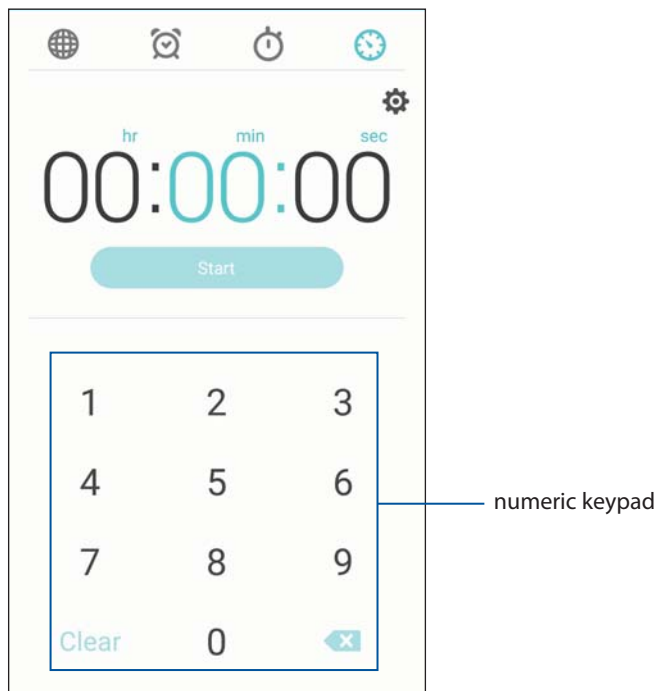 hr min sec
00:00:00
Start
1 2 3
4 5 6
numeric keypad
7 8 9
Clear 0